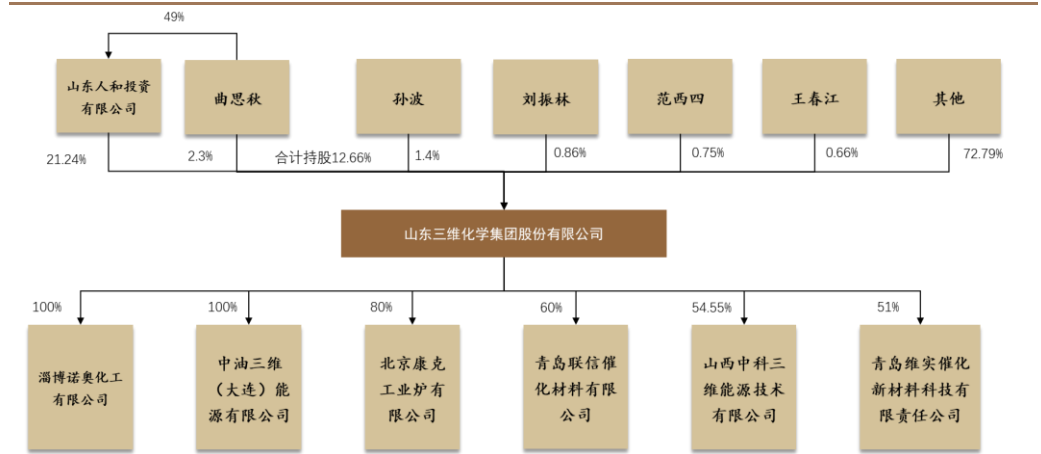 49%
山东人和投资
有限公司
曲思秋
孙波
刘振林
范西四
王春江
其他
21.24%
2.3%
合计持股12.66%
1.4%
0.86%
0.75%
0.66%
72.79%
山东三维化学集团股份有限公司
100%
100%
80%
60%
54.55%
51%
淄博诺奥化工
有限公司
中油三维
（大连）能
源有限公司
北京康克
工业炉有
限公司
青岛联信催
化材料有限
公司
山西中科三
维能源技术
有限公司
青岛维实催化
新材料科技有
限责任公司